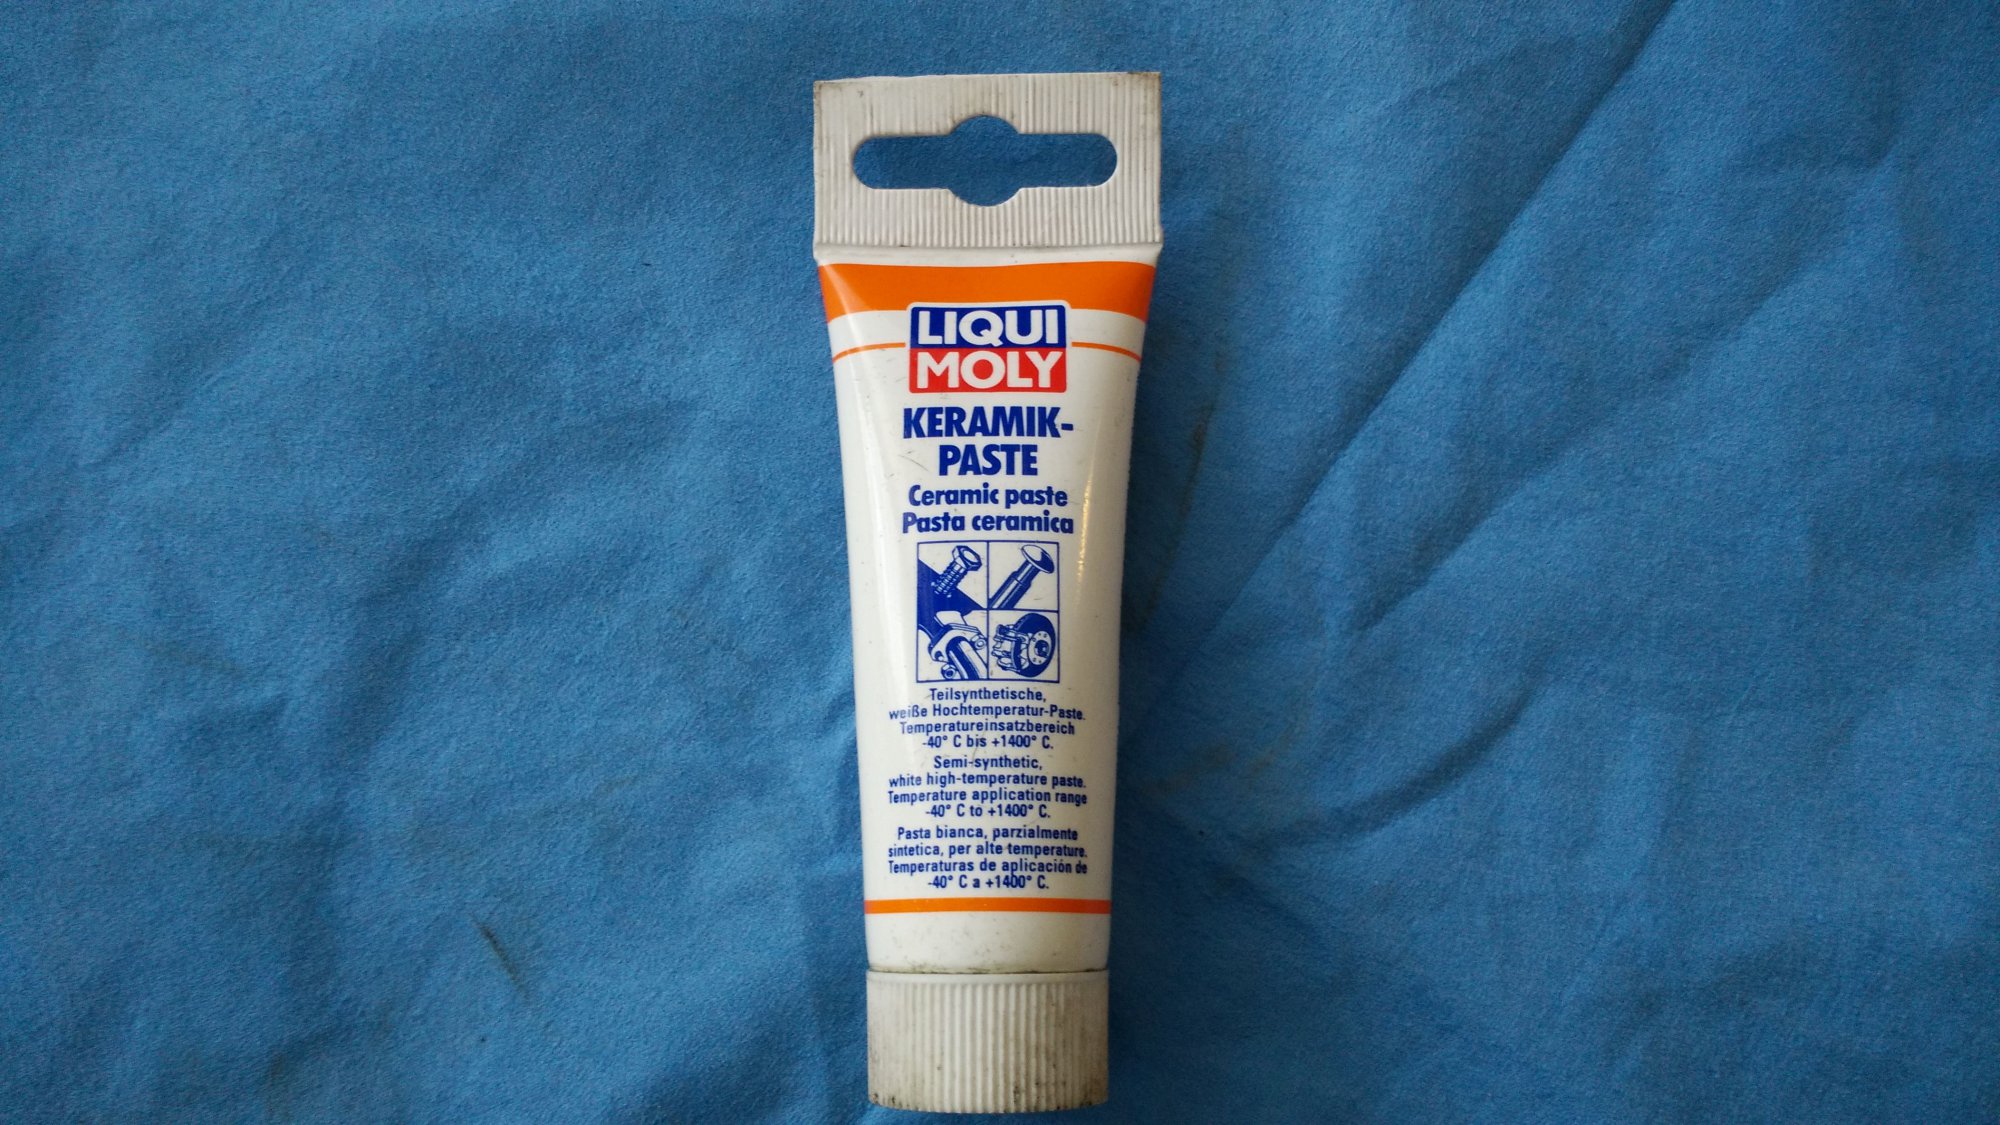 LIQUI
MOLY
KERAMIK-
PASTE
Ceramic paste
Pasta ceramica
Teilsynthetische,
weiße Hochtemperatur-Paste.
Temperatureinsatzbereich
-40° C bis +1400° C.
Semi-synthetic,
white high-temperature paste.
Temperature application range
-40° C to +1400° C.
Pasta bianca, parzialmente
sintetica, per alte temperature.
Temperaturas de aplicación de
-40° C a +1400° C.